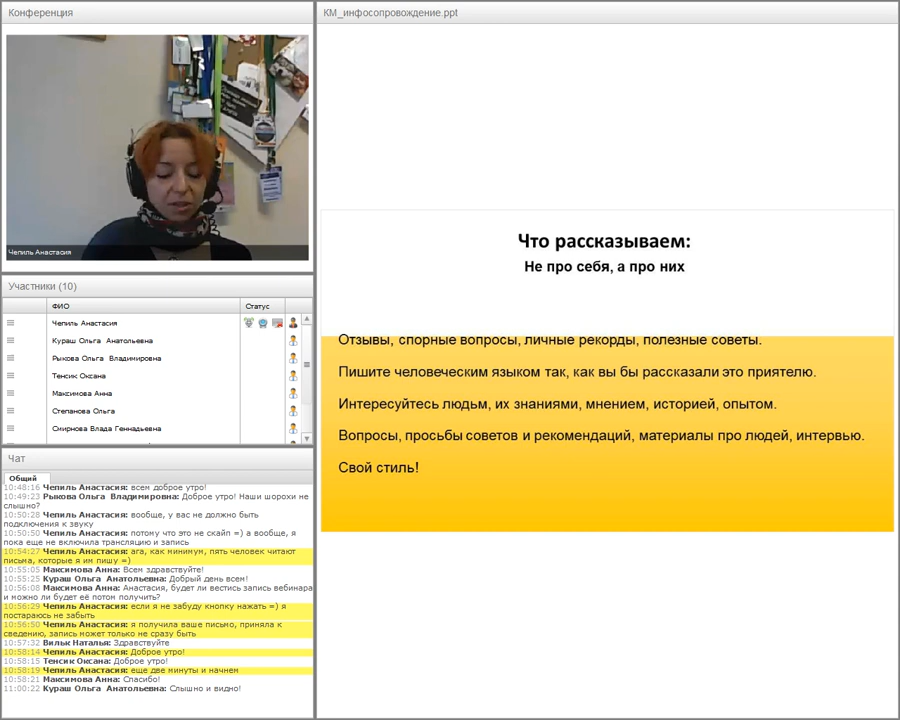 Конференция
Чепиль Анастасия
Участники (10)
ФИО
Статус
Чепиль Анастасия
Кураш Ольга Анатольевна
Рыкова Ольга Владимировна
Тенсик Оксана
Максимова Анна
Степанова Ольга
Смирнова Влада Геннадьевна
Чат
Общий
10:48:16 Чепиль Анастасия: всем доброе утро!
10:49:23 Рыкова Ольга Владимировна: Доброе утро! Наши шорохи не
слышно?
10:50:28 Чепиль Анастасия: вообще, у вас не должно быть
подключения к звуку
10:50:50 Чепиль Анастасия: потому что это не скайп =) а вообще, я
пока еще не включила трансляцию и запись
10:54:27 Чепиль Анастасия: ага, как минимум, пять человек читают
письма, которые я им пишу =)
10:55:05 Максимова Анна: Всем здравствуйте!
10:55:25 Кураш Ольга Анатольевна: Добрый день всем!
10:56:08 Максимова Анна: Анастасия, будет ли вестись запись вебинара
и можно ли будет её потом получить?
10:56:29 Чепиль Анастасия: если я не забуду кнопку нажать =) я
постараюсь не забыть
10:56:50 Чепиль Анастасия: я получила ваше письмо, приняла к
сведению, запись может только не сразу быть
10:57:32 Вильк Наталья: Здравствуйте
10:58:14 Чепиль Анастасия: Доброе утро!
10:58:15 Тенсик Оксана: Доброе утро!
10:58:19 Чепиль Анастасия: еще две минуты и начнем
10:58:21 Максимова Анна: Спасибо!
11:00:22 Кураш Ольга Анатольевна: Слышно и видно!
КМ_инфосопровождение.ppt
Что рассказываем:
Не про себя, а про них
Отзывы, спорные вопросы, личные рекорды, полезные советы.
Пишите человеческим языком так, как вы бы рассказали это приятелю.
Интересуйтесь людьм, их знаниями, мнением, историей, опытом.
Вопросы, просьбы советов и рекомендаций, материалы про людей, интервью.
Свой стиль!